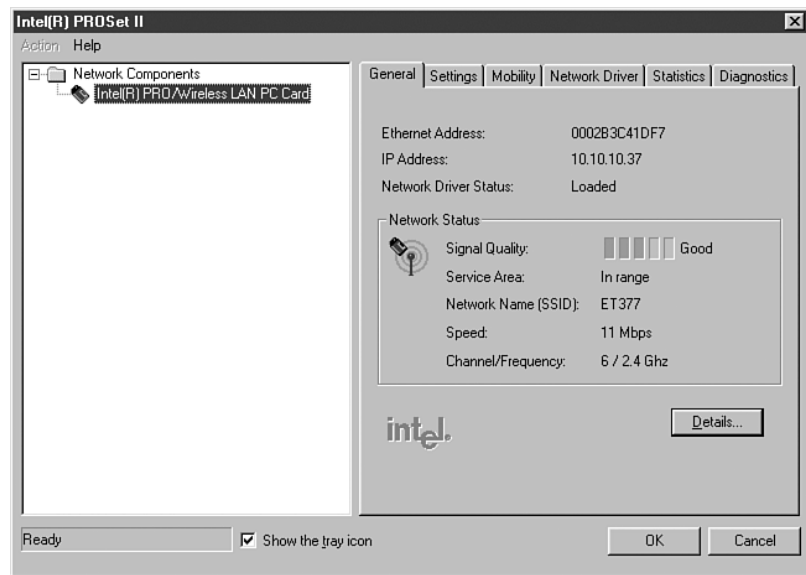 Intel(R) PROSet II
Action Help
Network Components
Intel(R) PRO/Wireless LAN PC Card
General Settings Mobility Network Driver Statistics Diagnostics
Ethernet Address: 0002B3C41DF7
IP Address: 10.10.10.37
Network Driver Status: Loaded
Network Status
Signal Quality: Good
Service Area: In range
Network Name (SSID): ET377
Speed: 11 Mbps
Channel/Frequency: 6 / 2.4 Ghz
intel.
Details...
Ready
Show the tray icon
OK Cancel